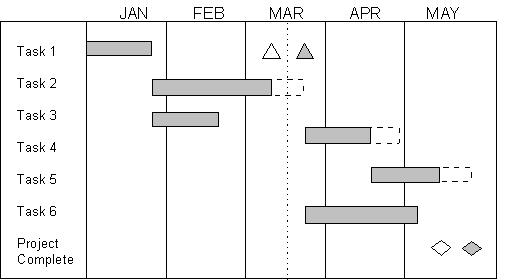 JAN FEB MAR APR MAY
Task 1
Task 2
Task 3
Task 4
Task 5
Task 6
Project
Complete